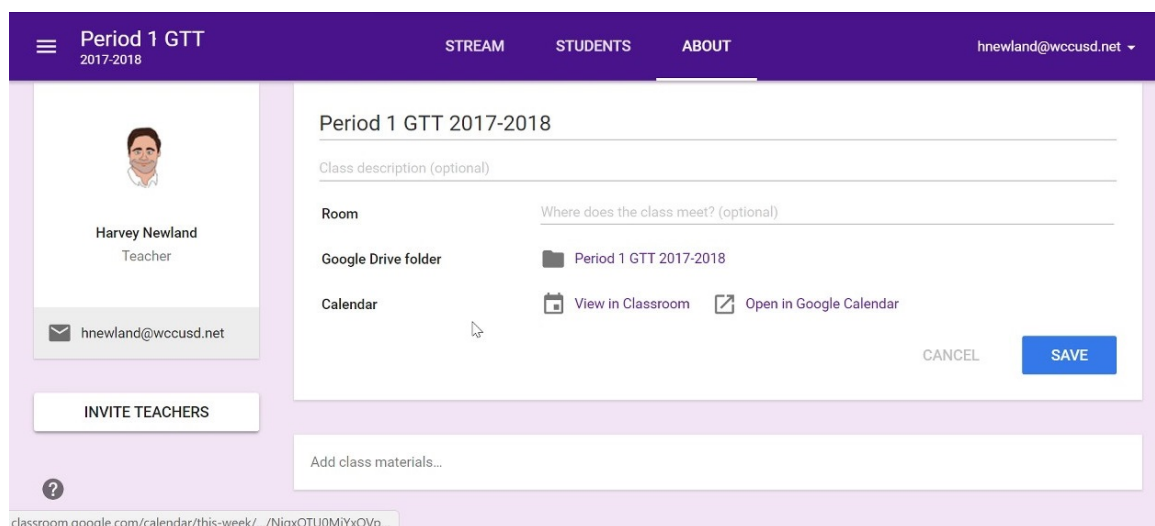 Period 1 GTT
2017-2018
STREAM STUDENTS ABOUT
hnewland@wccusd.net
Harvey Newland
Teacher
hnewland@wccusd.net
INVITE TEACHERS
Period 1 GTT 2017-2018
Class description (optional)
Room Where does the class meet? (optional)
Google Drive folder Period 1 GTT 2017-2018
Calendar View in Classroom Open in Google Calendar
CANCEL SAVE
Add class materials...
classroom.google.com/calendar/this-week/